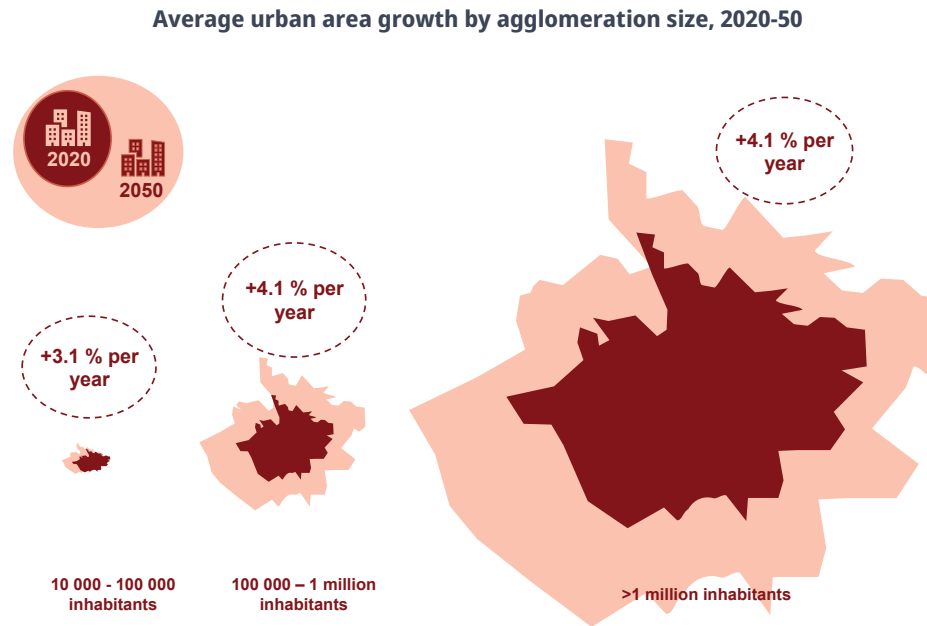 Average urban area growth by agglomeration size, 2020-50
2020
2050
+3.1 % per
year
+4.1 % per
year
+4.1 % per
year
10 000 - 100 000
inhabitants
100 000 – 1 million
inhabitants
>1 million inhabitants